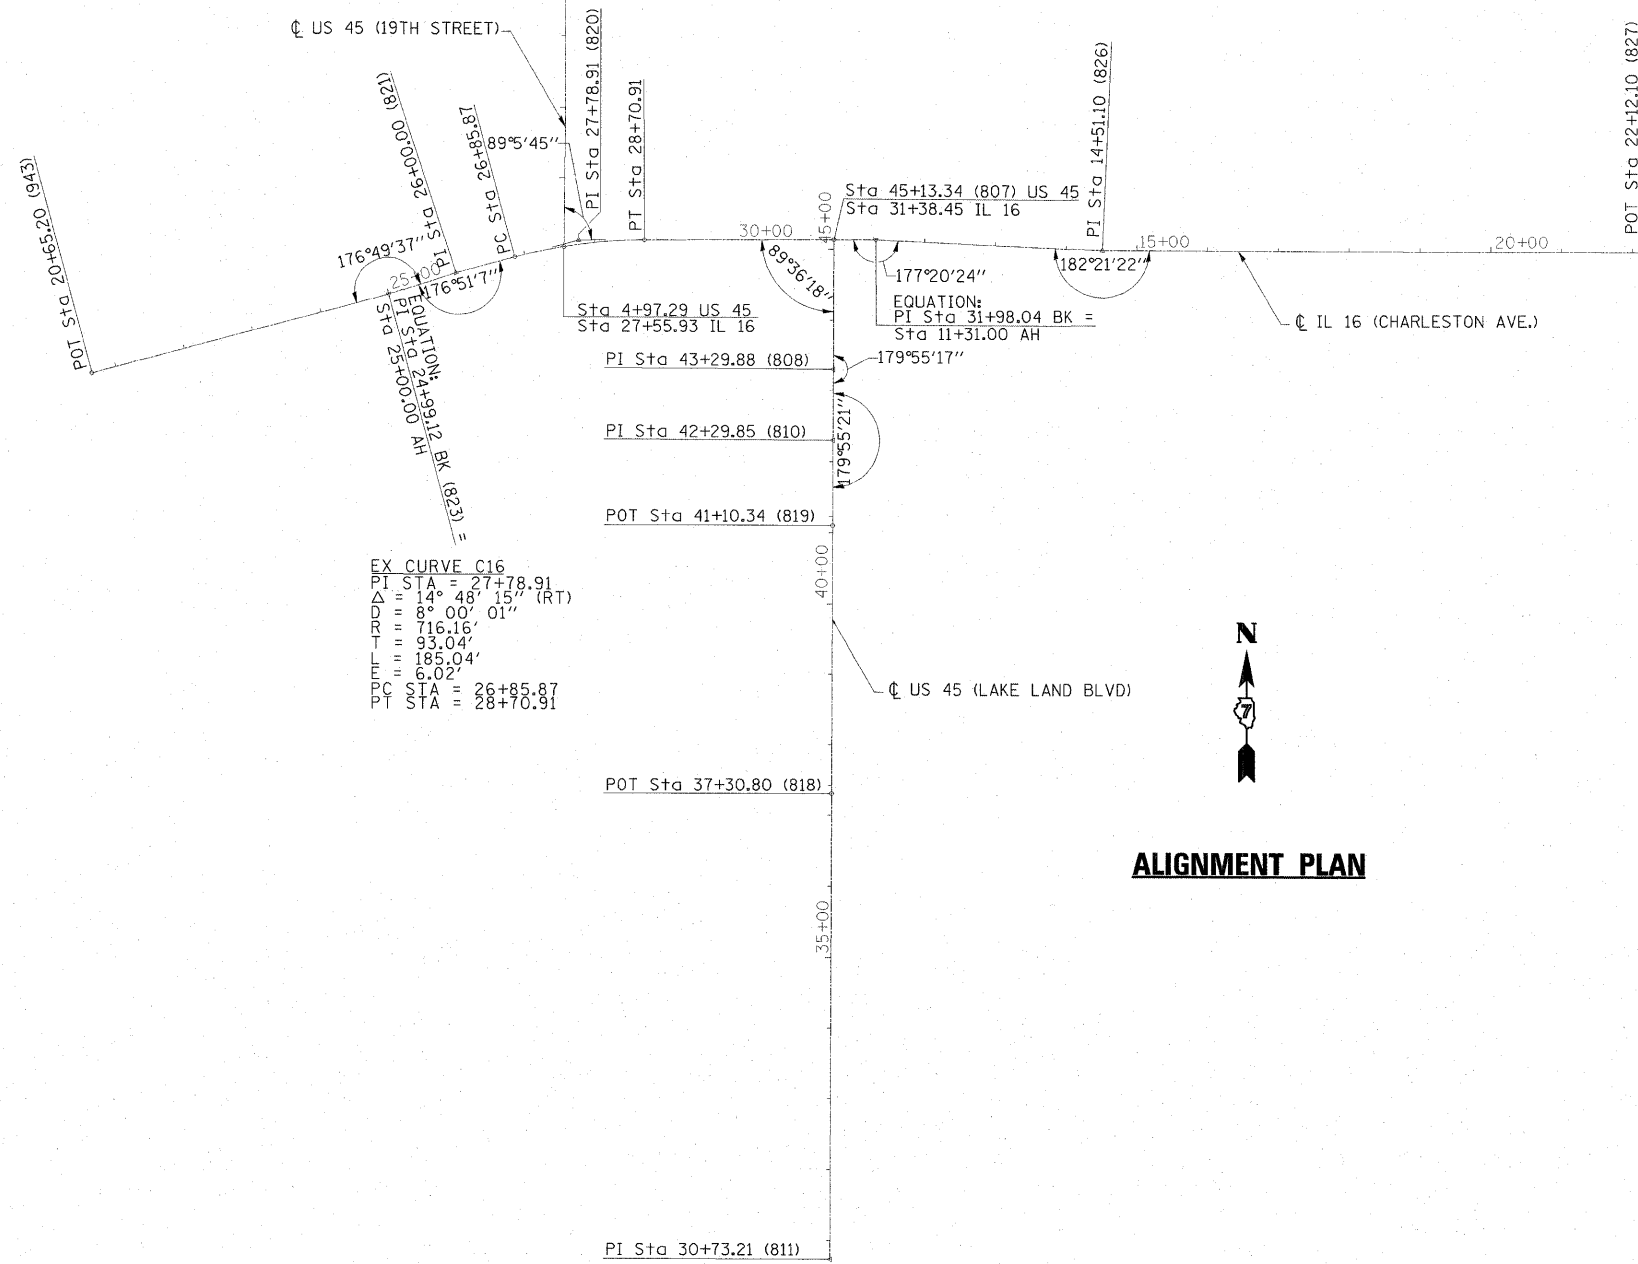 ℄ US 45 (19TH STREET)
POT Sta 20+65.20 (943)
176°49'37"
PI Sta 26+00.00 (821)
PC Sta 26+85.87
89°5'45"
PI Sta 27+78.91 (820)
PT Sta 28+70.91
25+00
176°51'7"
EQUATION:
PI Sta 24+99.12 BK (823) =
Sta 25+00.00 AH
Sta 4+97.29 US 45
Sta 27+55.93 IL 16
30+00
45+00
89°36'18"
Sta 45+13.34 (807) US 45
Sta 31+38.45 IL 16
177°20'24"
EQUATION:
PI Sta 31+98.04 BK =
Sta 11+31.00 AH
PI Sta 14+51.10 (826)
182°21'22"
15+00
20+00
POT Sta 22+12.10 (827)
℄ IL 16 (CHARLESTON AVE.)
PI Sta 43+29.88 (808)
179°55'17"
PI Sta 42+29.85 (810)
179°55'21"
POT Sta 41+10.34 (819)
40+00
EX CURVE C16
PI STA = 27+78.91
Δ = 14° 48' 15" (RT)
D = 8° 00' 01"
R = 716.16'
T = 93.04'
L = 185.04'
E = 6.02'
PC STA = 26+85.87
PT STA = 28+70.91
℄ US 45 (LAKE LAND BLVD)
N
7
POT Sta 37+30.80 (818)
ALIGNMENT PLAN
35+00
PI Sta 30+73.21 (811)